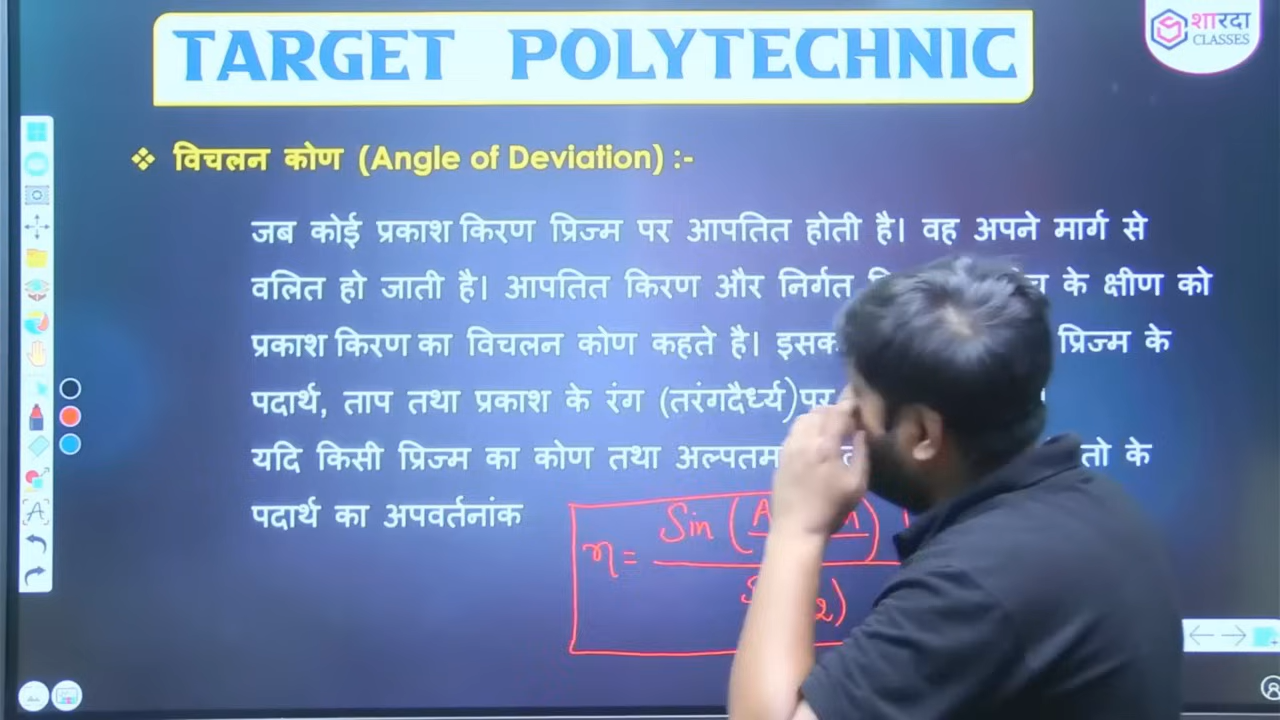 TARGET POLYTECHNIC
शारदा
CLASSES
❖ विचलन कोण (Angle of Deviation) :-
जब कोई प्रकाश किरण प्रिज्म पर आपतित होती है। वह अपने मार्ग से
वलित हो जाती है। आपतित किरण और निर्गत के क्षीण को
प्रकाश किरण का विचलन कोण कहते है। प्रिज्म के
पदार्थ, ताप तथा प्रकाश के रंग (तरंगदैर्ध्य)पर
यदि किसी प्रिज्म का कोण तथा अल्पतम तो के
पदार्थ का अपवर्तनांक
η = Sin (A
2)